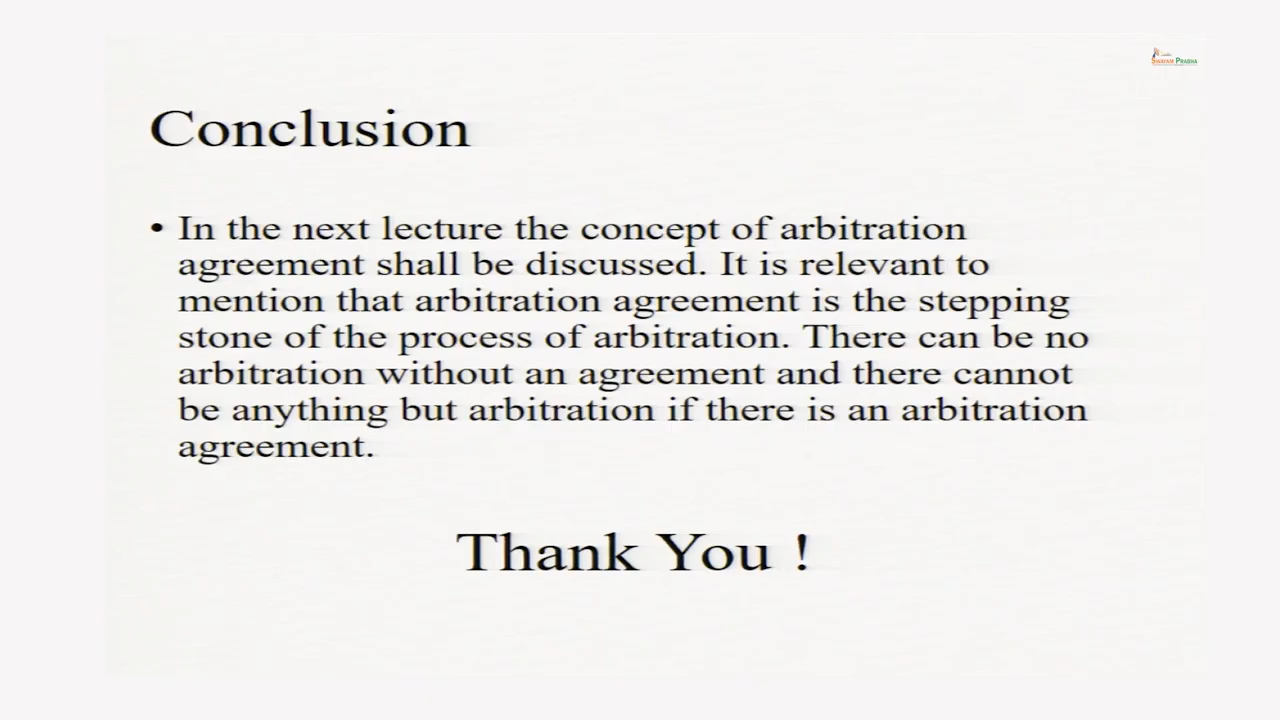 SWAYAM PRABHA
Conclusion
• In the next lecture the concept of arbitration
agreement shall be discussed. It is relevant to
mention that arbitration agreement is the stepping
stone of the process of arbitration. There can be no
arbitration without an agreement and there cannot
be anything but arbitration if there is an arbitration
agreement.
Thank You !